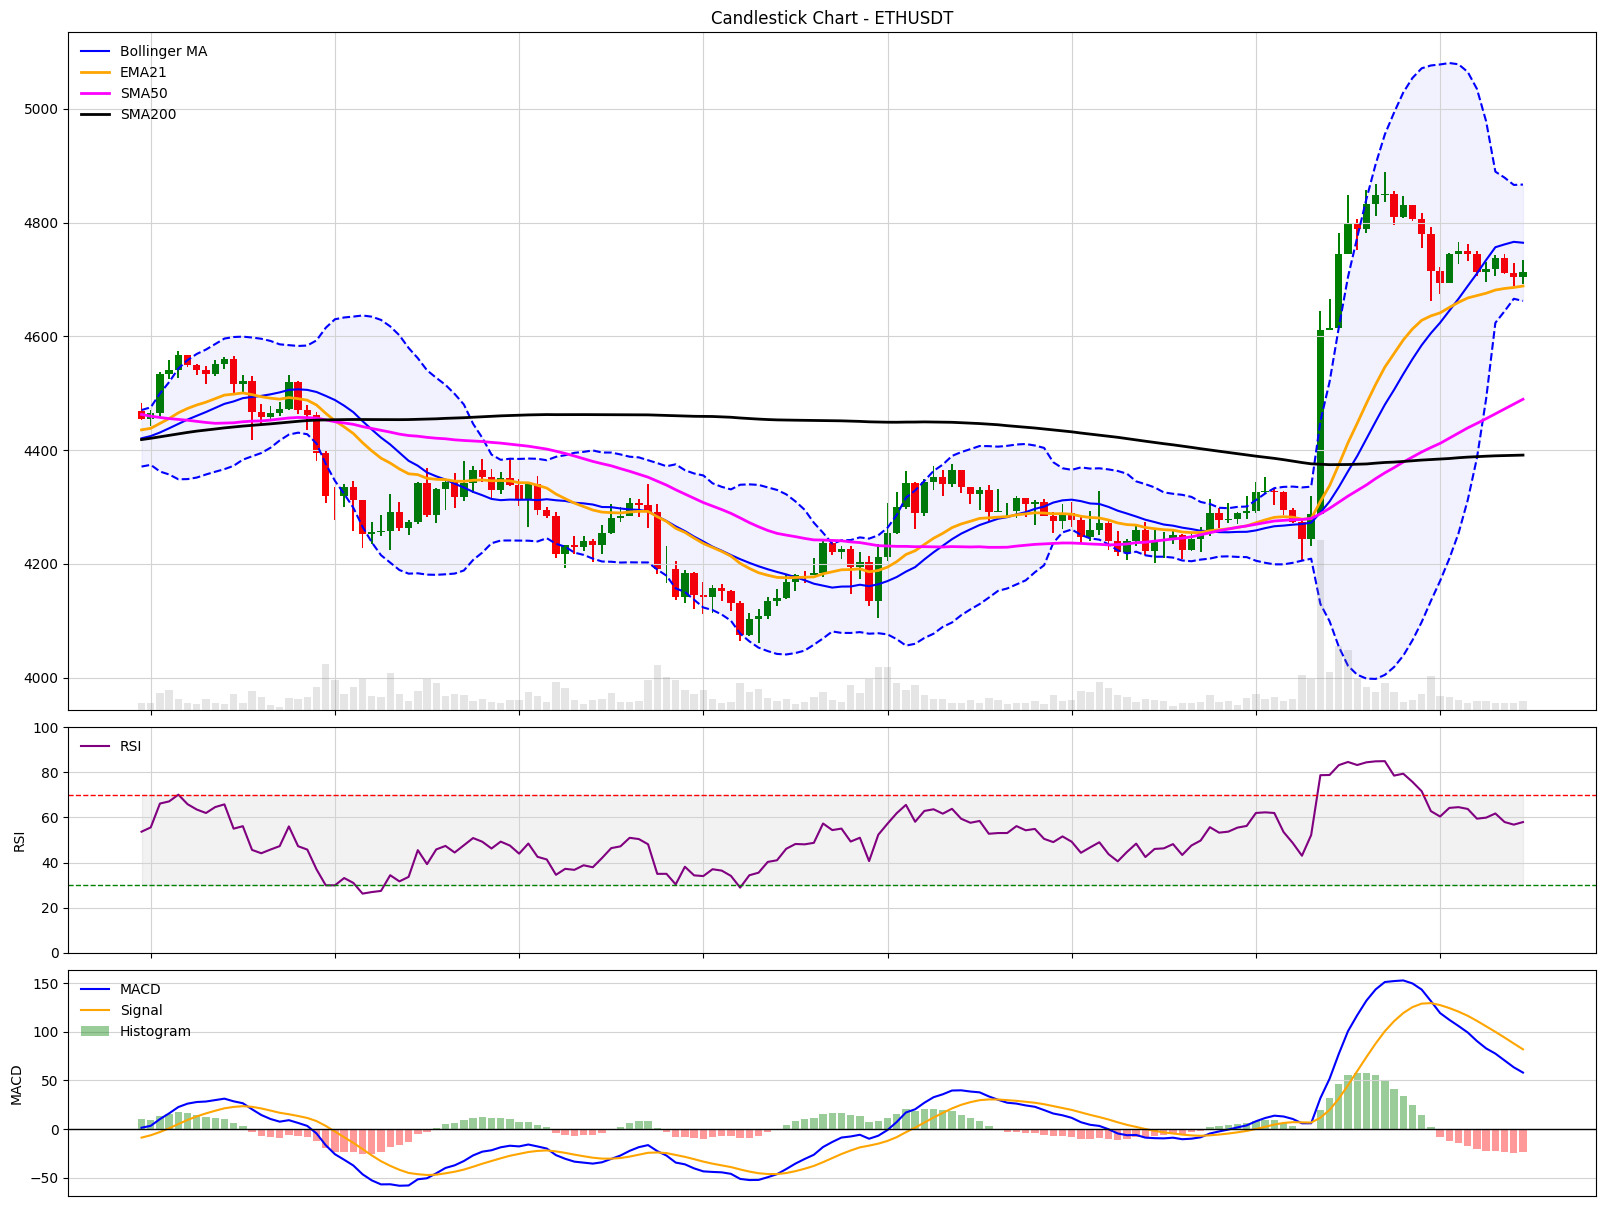 Candlestick Chart - ETHUSDT
Bollinger MA
EMA21
SMA50
SMA200
5000
4800
4600
4400
4200
4000
RSI
100
80
60
40
20
0
RSI
MACD
Signal
Histogram
150
100
50
0
−50
MACD